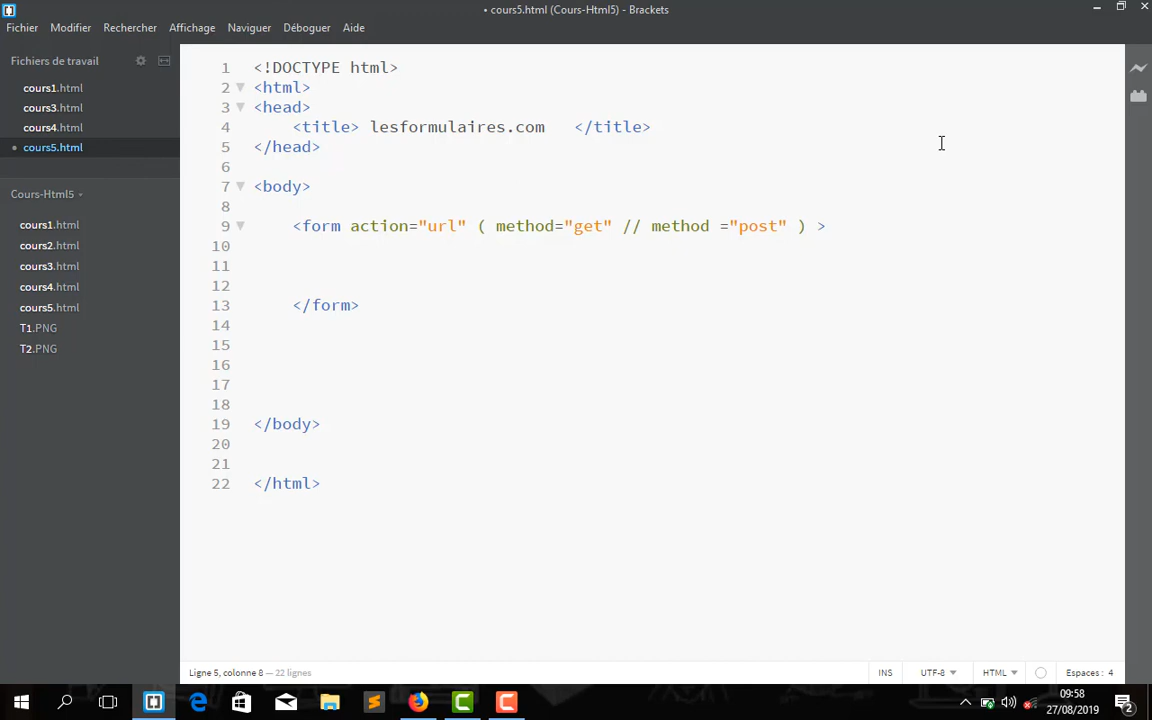 • cours5.html (Cours-Html5) - Brackets
Fichier Modifier Rechercher Affichage Naviguer Déboguer Aide
Fichiers de travail
cours1.html
cours3.html
cours4.html
• cours5.html
Cours-Html5
cours1.html
cours2.html
cours3.html
cours4.html
cours5.html
T1.PNG
T2.PNG
1 <!DOCTYPE html>
2 <html>
3 <head>
4 <title> lesformulaires.com </title>
5 </head>
6
7 <body>
8
9 <form action="url" ( method="get" // method ="post" ) >
10
11
12
13 </form>
14
15
16
17
18
19 </body>
20
21
22 </html>
Ligne 5, colonne 8 — 22 lignes
INS UTF-8 HTML Espaces : 4
09:58
27/08/2019
2